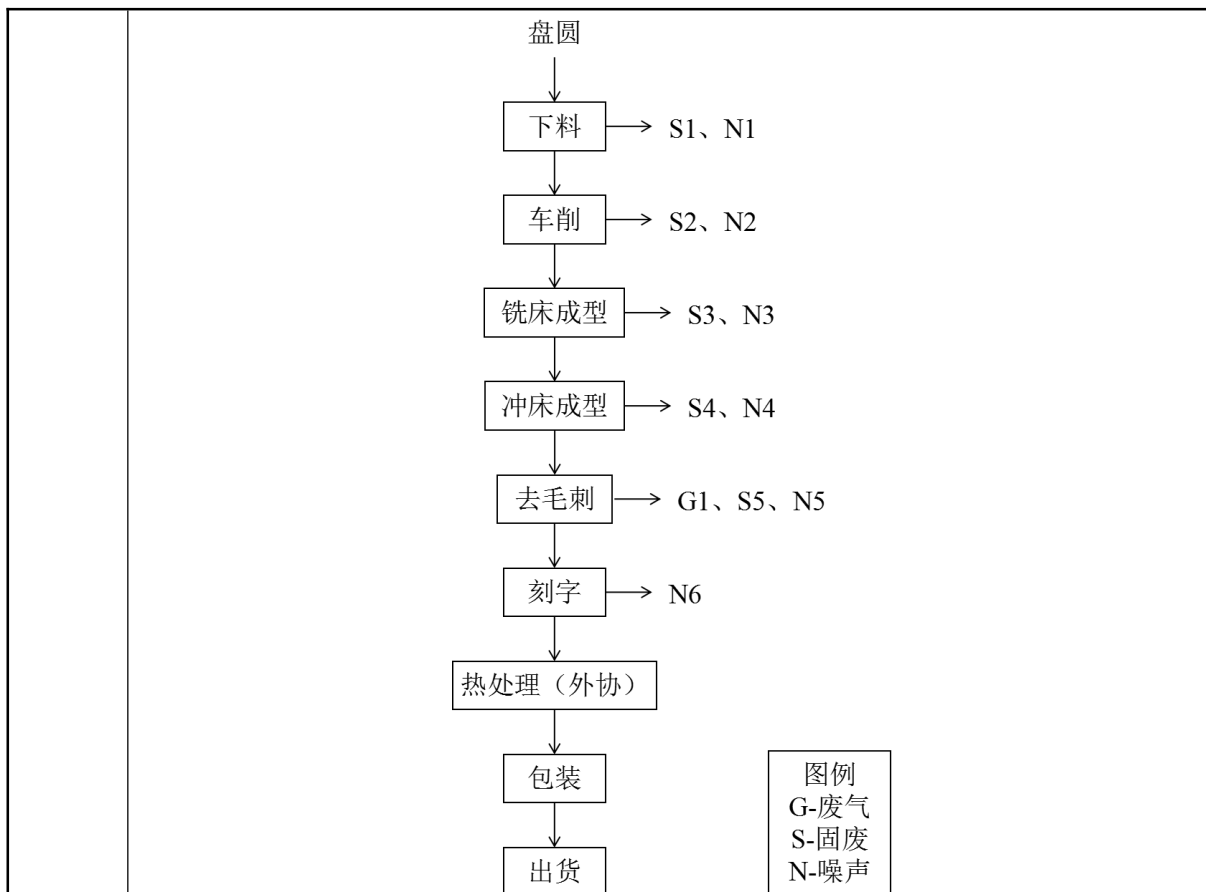 盘圆
下料
S1、N1
车削
S2、N2
铣床成型
S3、N3
冲床成型
S4、N4
去毛刺
G1、S5、N5
刻字
N6
热处理（外协）
包装
出货
图例
G-废气
S-固废
N-噪声